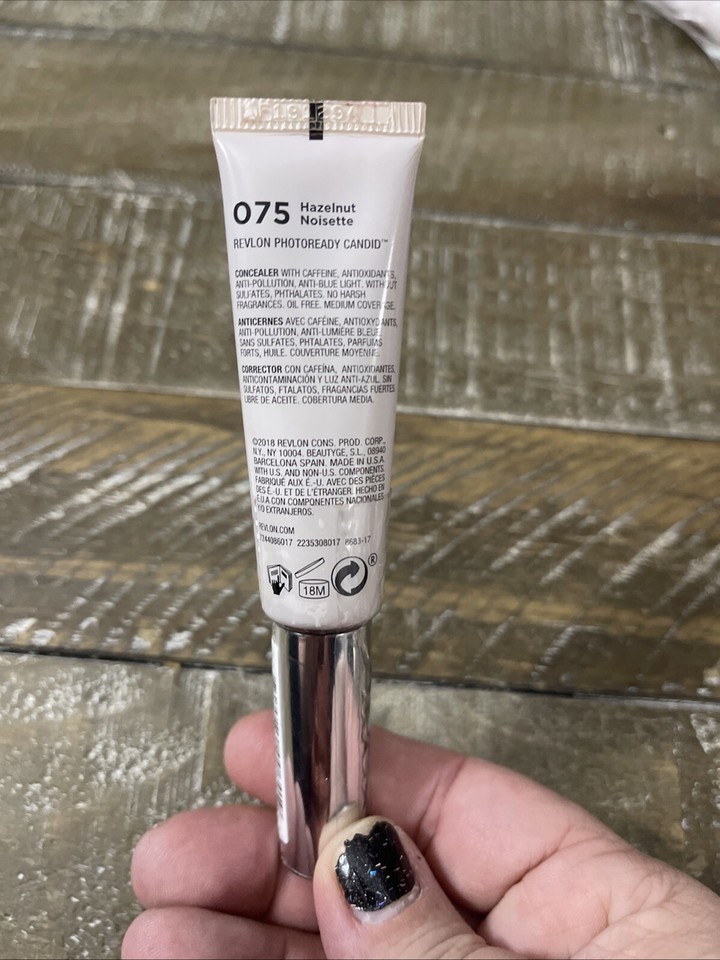 075 Hazelnut
Noisette
REVLON PHOTOREADY CANDID™
CONCEALER WITH CAFFEINE, ANTIOXIDANTS,
ANTI-POLLUTION, ANTI-BLUE LIGHT. WITHOUT
SULFATES, PHTHALATES. NO HARSH
FRAGRANCES. OIL FREE. MEDIUM COVERAGE.
ANTICERNES AVEC CAFÉINE, ANTIOXYDANTS,
ANTI-POLLUTION, ANTI-LUMIÈRE BLEUE.
SANS SULFATES, PHTALATES, PARFUMS
FORTS, HUILE. COUVERTURE MOYENNE.
CORRECTOR CON CAFEÍNA, ANTIOXIDANTES,
ANTICONTAMINACIÓN Y LUZ ANTI-AZUL. SIN
SULFATOS, FTALATOS, FRAGANCIAS FUERTES
LIBRE DE ACEITE. COBERTURA MEDIA.
©2018 REVLON CONS. PROD. CORP.,
N.Y., NY 10004. BEAUTYGE, S.L., 08940
BARCELONA SPAIN. MADE IN U.S.A.
WITH U.S. AND NON-U.S. COMPONENTS.
FABRIQUÉ AUX É.-U. AVEC DES PIÈCES
DES É.-U. ET DE L'ÉTRANGER. HECHO EN
E.U.A CON COMPONENTES NACIONALES
Y/O EXTRANJEROS.
REVLON.COM
7244086017 2235308017 8683-17
18M
®